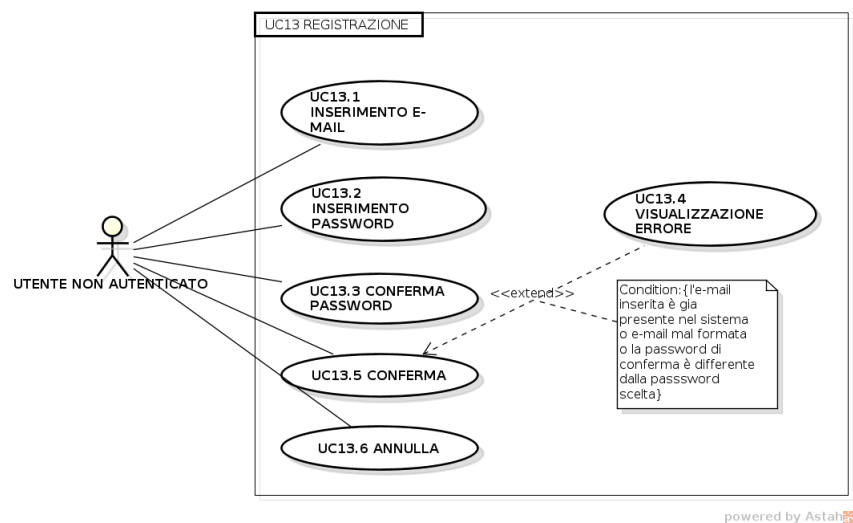 UC13 REGISTRAZIONE
UC13.1
INSERIMENTO E-
MAIL
UC13.2
INSERIMENTO
PASSWORD
UC13.4
VISUALIZZAZIONE
ERRORE
UTENTE NON AUTENTICATO
UC13.3 CONFERMA
PASSWORD
<<extend>>
Condition:{l'e-mail
inserita è gia
presente nel sistema
o e-mail mal formata
o la password di
conferma è differente
dalla passsword
scelta}
UC13.5 CONFERMA
UC13.6 ANNULLA
powered by Astah